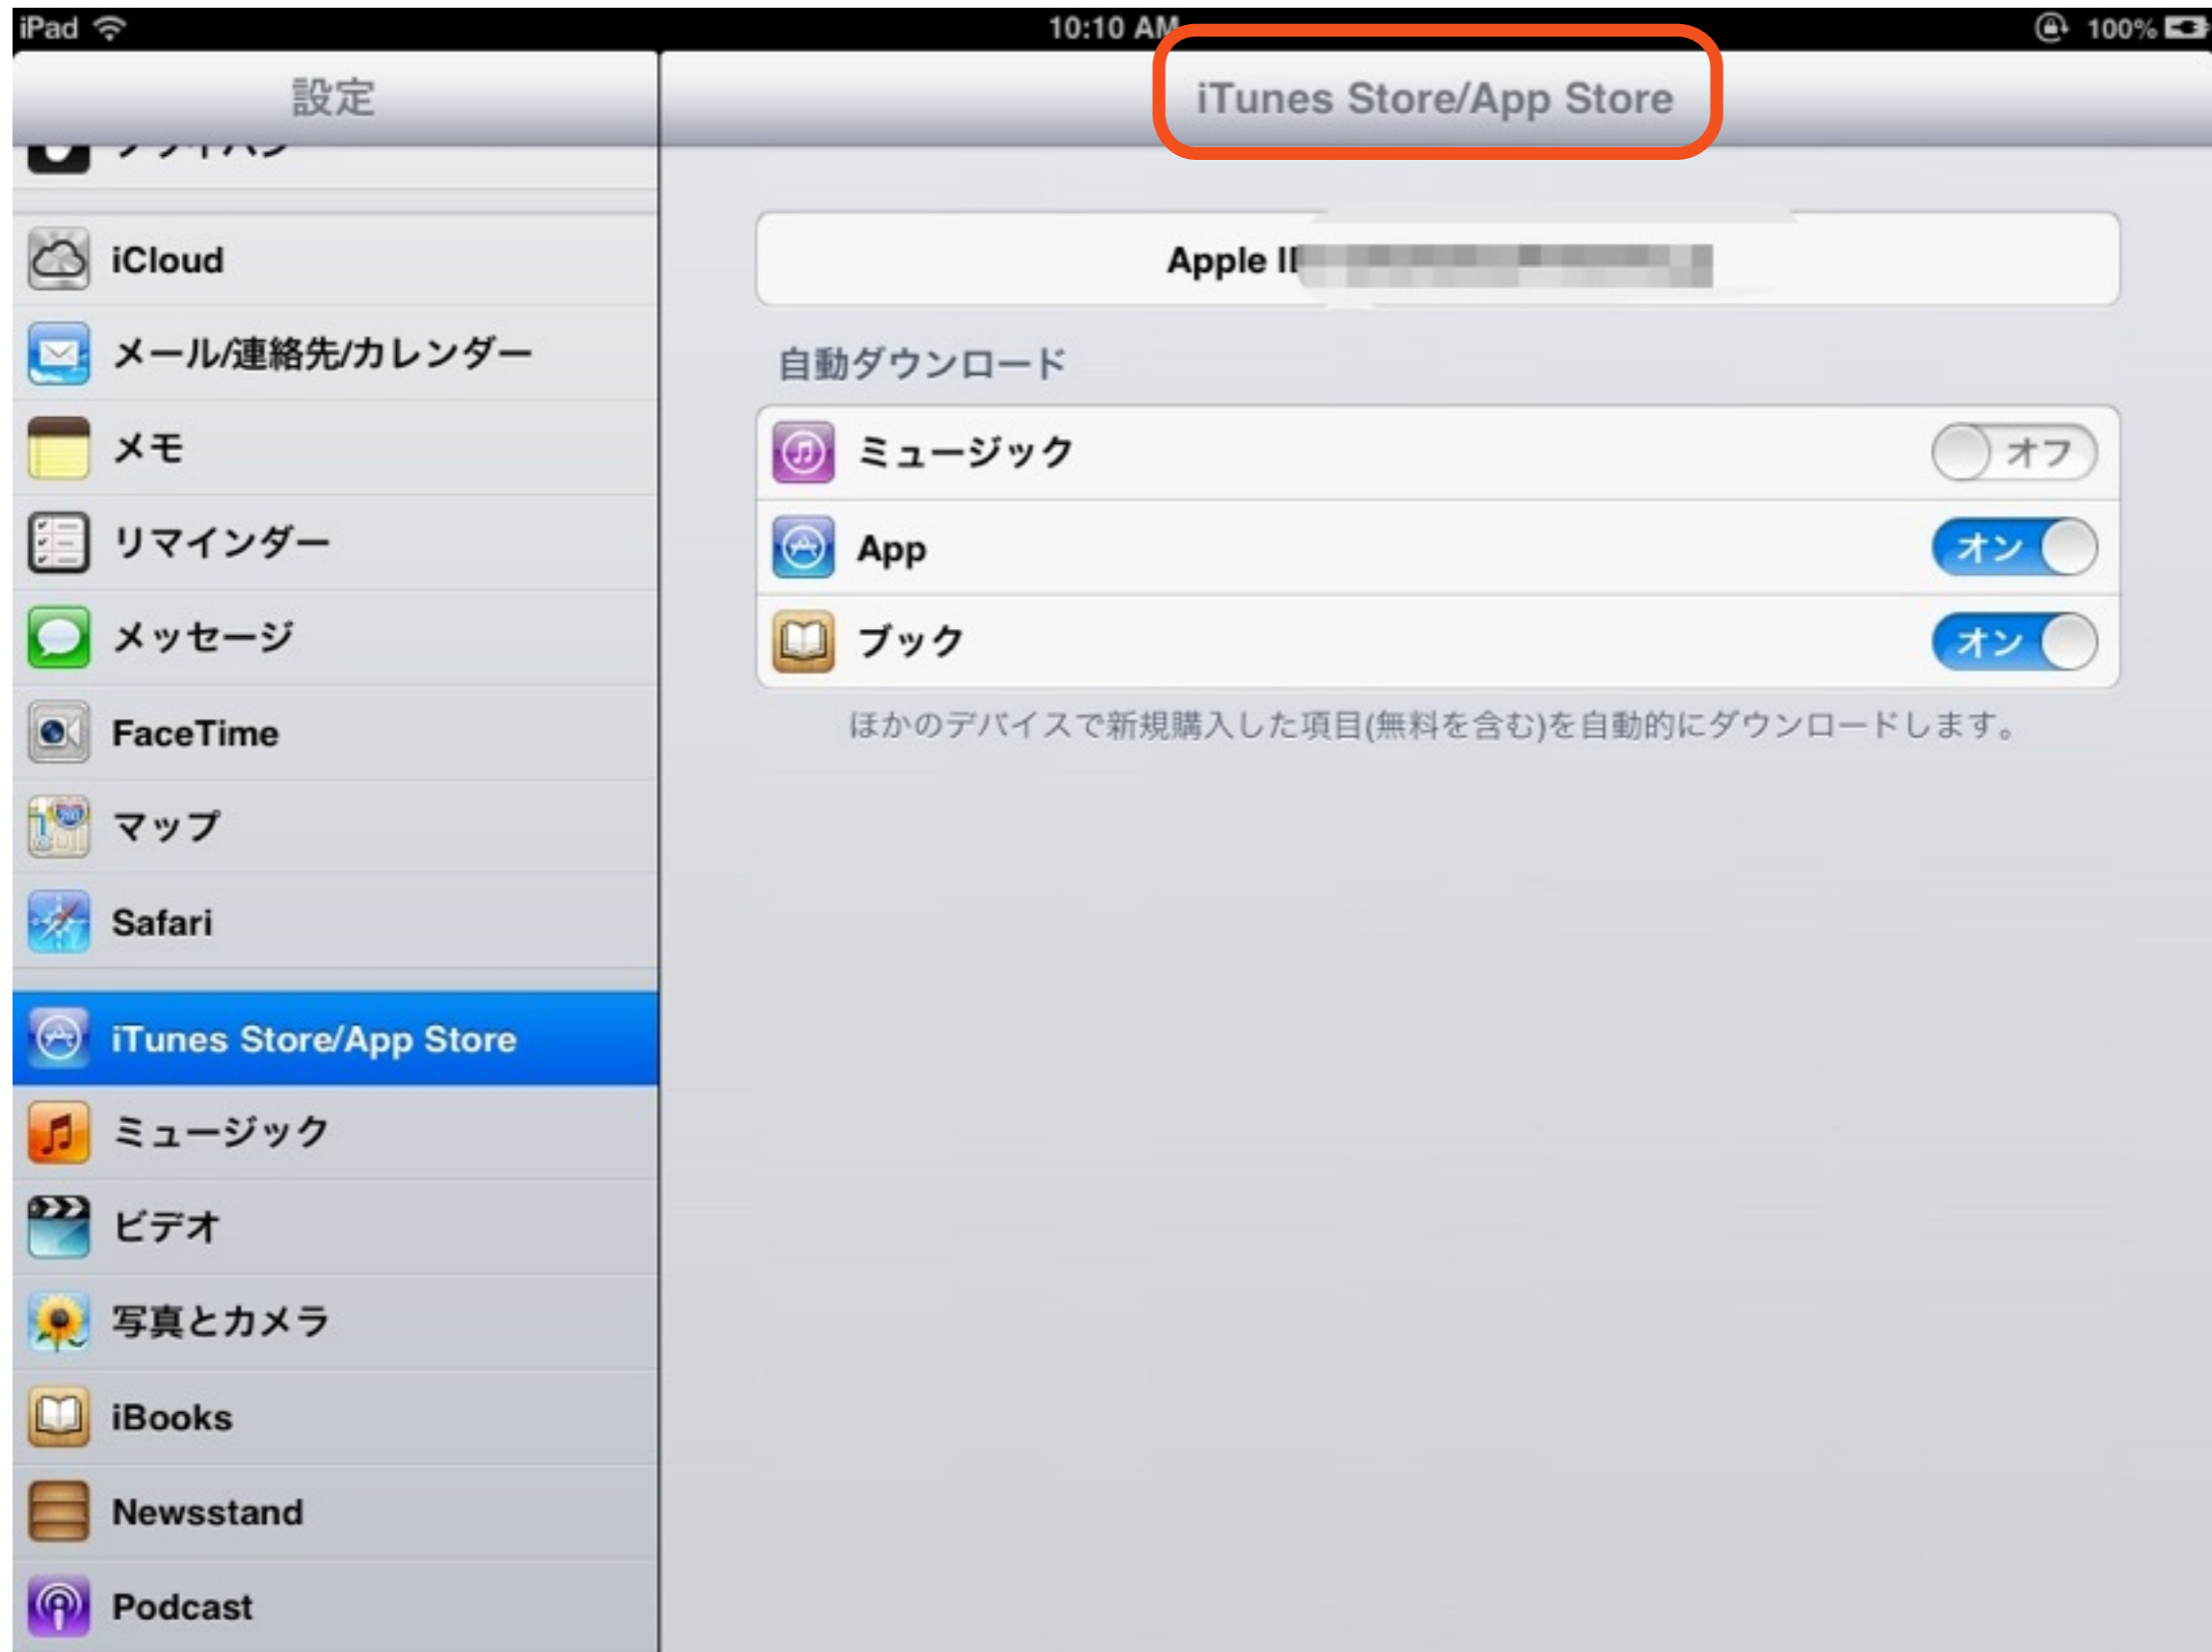 iPad
10:10 AM
100%
設定
iTunes Store/App Store
iCloud
メール/連絡先/カレンダー
メモ
リマインダー
メッセージ
FaceTime
マップ
Safari
iTunes Store/App Store
ミュージック
ビデオ
写真とカメラ
iBooks
Newsstand
Podcast
Apple ID
自動ダウンロード
ミュージック
オフ
App
オン
ブック
オン
ほかのデバイスで新規購入した項目(無料を含む)を自動的にダウンロードします。